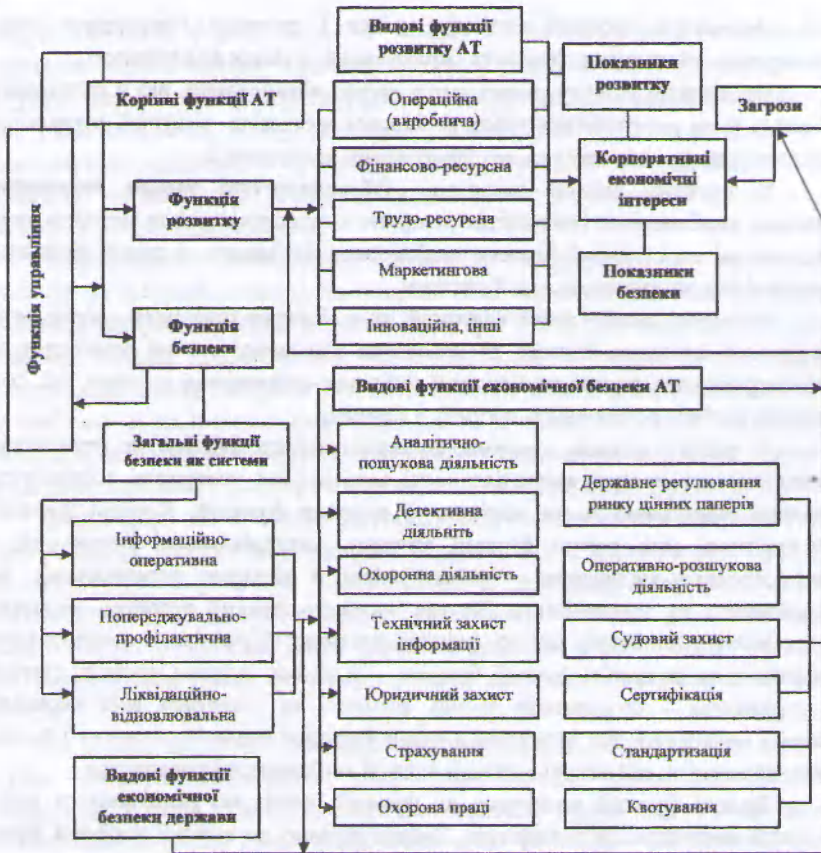 Видові функції
розвитку АТ
Корінні функції АТ
Операційна
(виробнича)
Показники
розвитку
Загрози
Фінансово-ресурсна
Корпоративні
економічні
інтереси
Функція управління
Функція
розвитку
Трудо-ресурсна
Маркетингова
Показники
безпеки
Функція
безпеки
Інноваційна, інші
Видові функції економічної безпеки АТ
Загальні функції
безпеки як системи
Аналітично-
пошукова діяльність
Державне регулювання
ринку цінних паперів
Детективна
діяльніть
Інформаційно-
оперативна
Охоронна діяльність
Оперативно-розшукова
діяльність
Попереджувально-
профілактична
Технічний захист
інформації
Судовий захист
Ліквідаційно-
відновлювальна
Юридичний захист
Сертифікація
Страхування
Стандартизація
Видові функції
економічної
безпеки держави
Охорона праці
Квотування